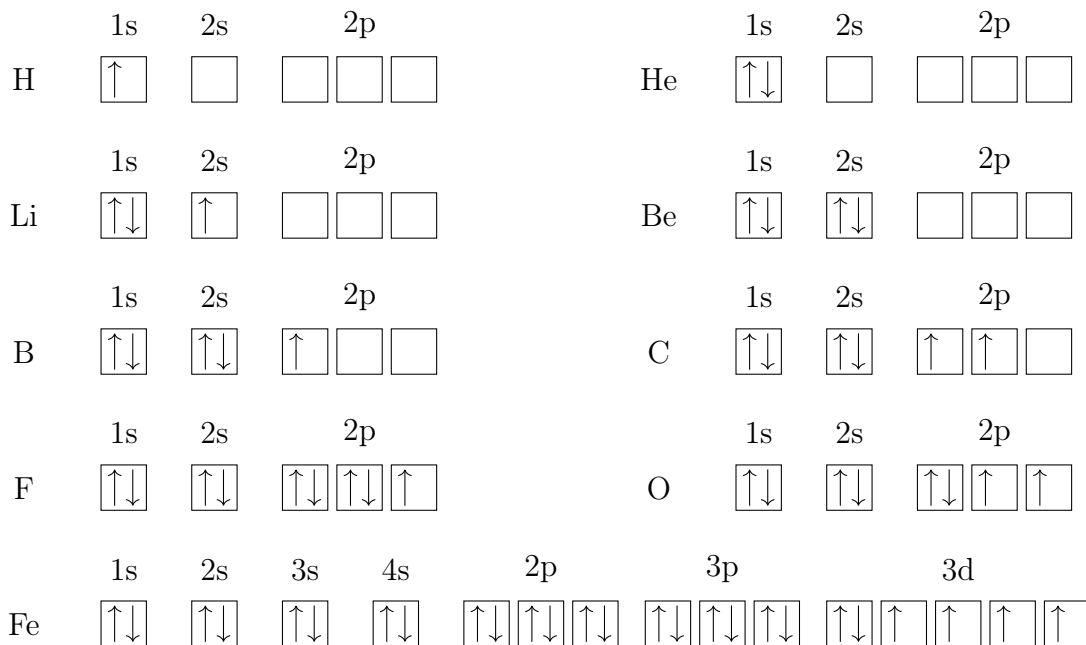 1s 2s 2p 1s 2s 2p
H ↑ He ↑↓
1s 2s 2p 1s 2s 2p
Li ↑↓ ↑ Be ↑↓ ↑↓
1s 2s 2p 1s 2s 2p
B ↑↓ ↑↓ ↑ C ↑↓ ↑↓ ↑ ↑
1s 2s 2p 1s 2s 2p
F ↑↓ ↑↓ ↑↓ ↑↓ ↑ O ↑↓ ↑↓ ↑↓ ↑ ↑
1s 2s 3s 4s 2p 3p 3d
Fe ↑↓ ↑↓ ↑↓ ↑↓ ↑↓ ↑↓ ↑↓ ↑↓ ↑↓ ↑↓ ↑↓ ↑ ↑ ↑ ↑